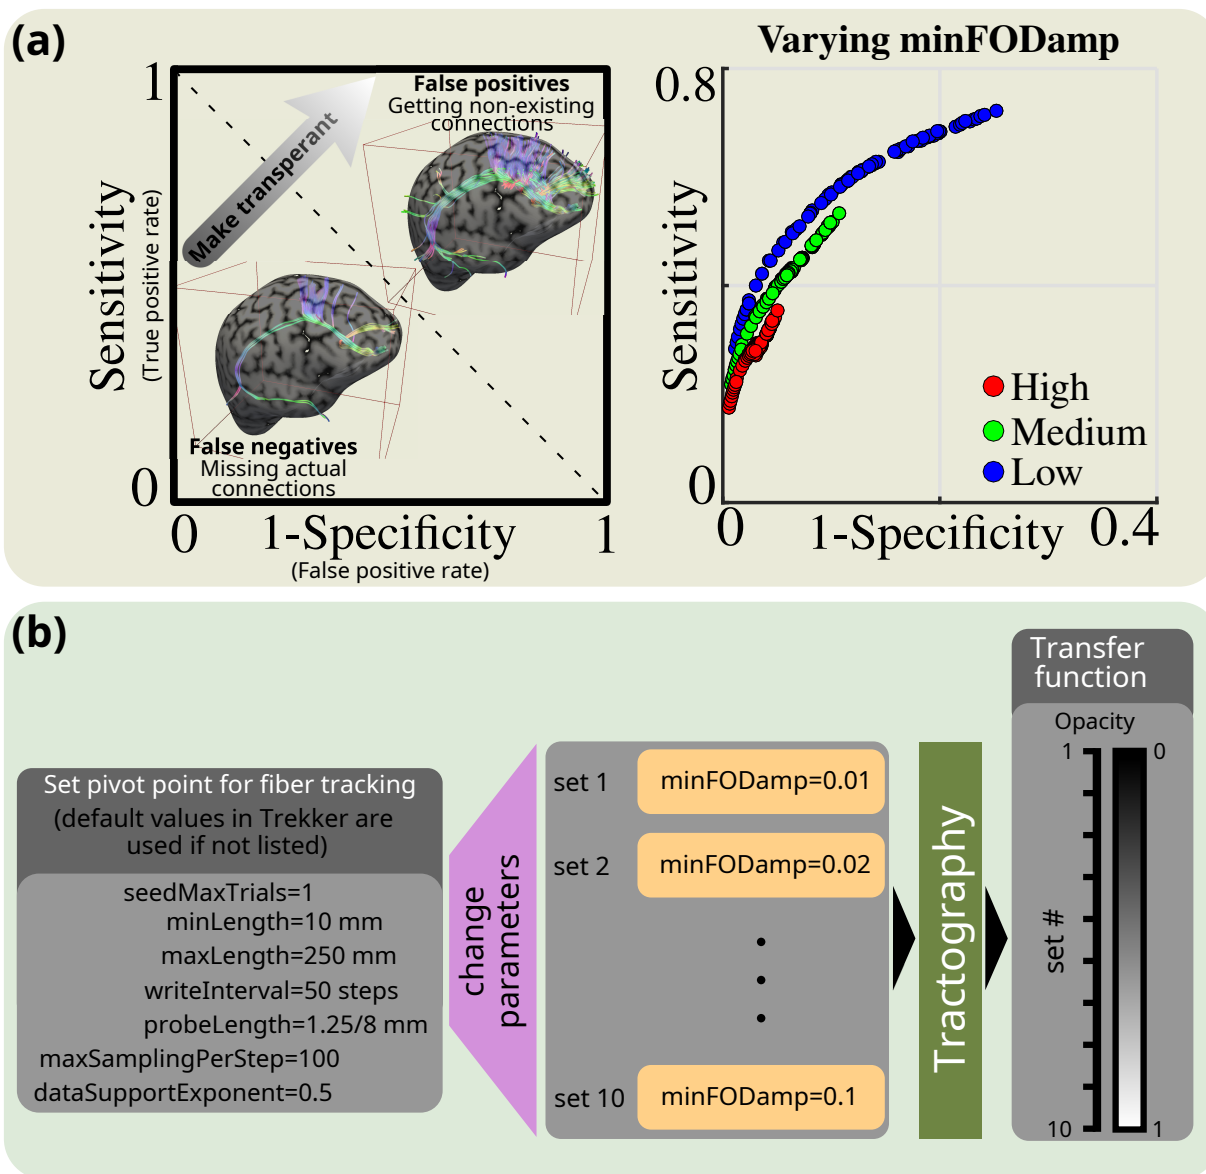 (a)
1
Sensitivity
(True positive rate)
0
Make transperant
False positives
Getting non-existing
connections
False negatives
Missing actual
connections
0
1-Specificity
1
(False positive rate)
Varying minFODamp
0.8
Sensitivity
0
High
Medium
Low
0
1-Specificity
0.4
(b)
Set pivot point for fiber tracking
(default values in Trekker are
used if not listed)
seedMaxTrials=1
minLength=10 mm
maxLength=250 mm
writeInterval=50 steps
probeLength=1.25/8 mm
maxSamplingPerStep=100
dataSupportExponent=0.5
change
parameters
set 1
minFODamp=0.01
set 2
minFODamp=0.02
set 10
minFODamp=0.1
Tractography
Transfer
function
Opacity
1
0
set #
10
1